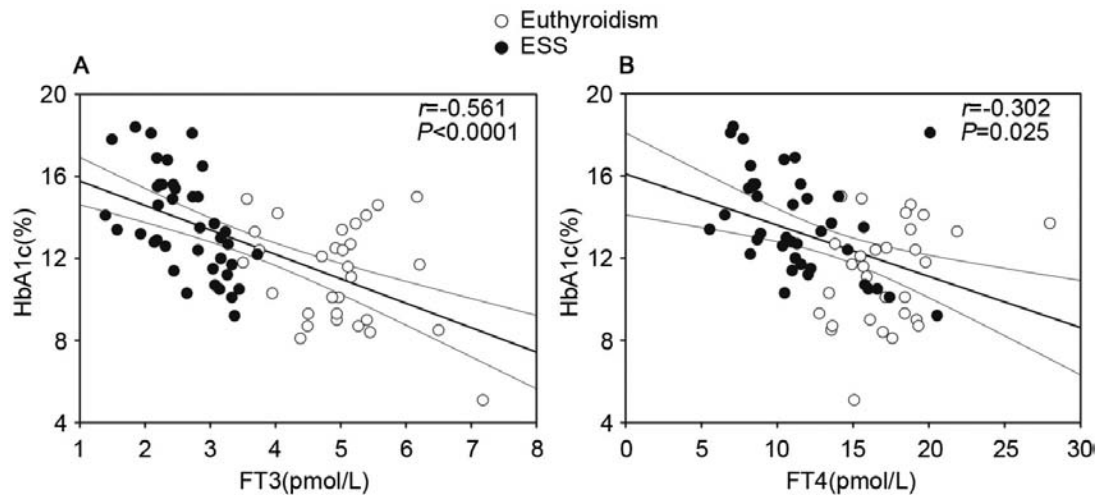 Euthyroidism
ESS
A
r=-0.561
P<0.0001
HbA1c(%)
20
16
12
8
4
1 2 3 4 5 6 7 8
FT3(pmol/L)
B
r=-0.302
P=0.025
HbA1c(%)
20
16
12
8
4
0 5 10 15 20 25 30
FT4(pmol/L)